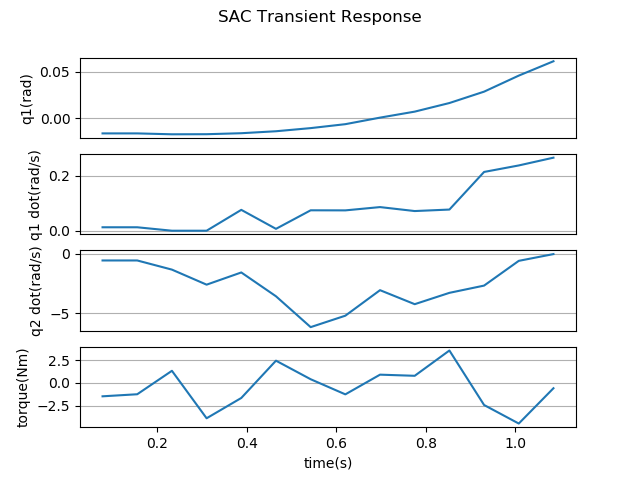 SAC Transient Response
q1(rad)
0.05
0.00
q1 dot(rad/s)
0.2
0.0
q2 dot(rad/s)
0
−5
torque(Nm)
2.5
0.0
−2.5
0.2 0.4 0.6 0.8 1.0
time(s)